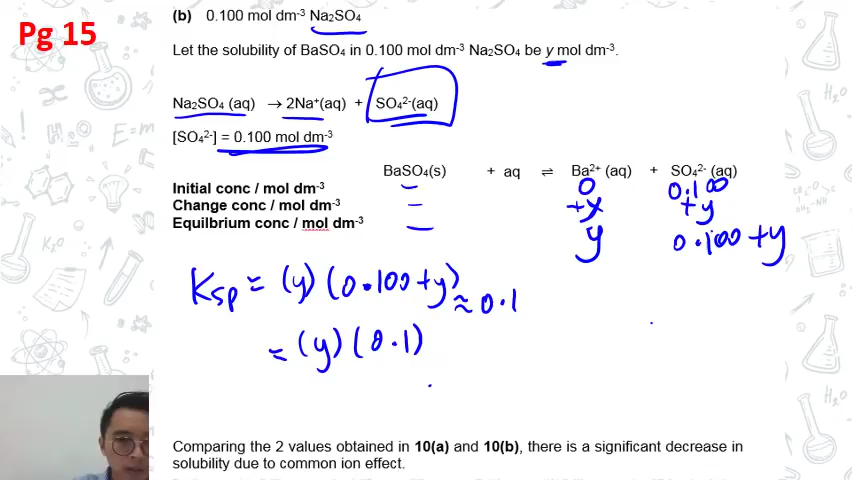 Pg 15
(b) 0.100 mol dm⁻³ Na₂SO₄
Let the solubility of BaSO₄ in 0.100 mol dm⁻³ Na₂SO₄ be y mol dm⁻³.
Na₂SO₄ (aq) → 2Na⁺(aq) + SO₄²⁻(aq)
[SO₄²⁻] = 0.100 mol dm⁻³
BaSO₄(s) + aq ⇌ Ba²⁺ (aq) + SO₄²⁻ (aq)
Initial conc / mol dm⁻³ – 0 0.100
Change conc / mol dm⁻³ – +y +y
Equilbrium conc / mol dm⁻³ – y 0.100 + y
Ksp = (y) (0.100 + y) ≈ 0.1
= (y) (0.1)
Comparing the 2 values obtained in 10(a) and 10(b), there is a significant decrease in
solubility due to common ion effect.